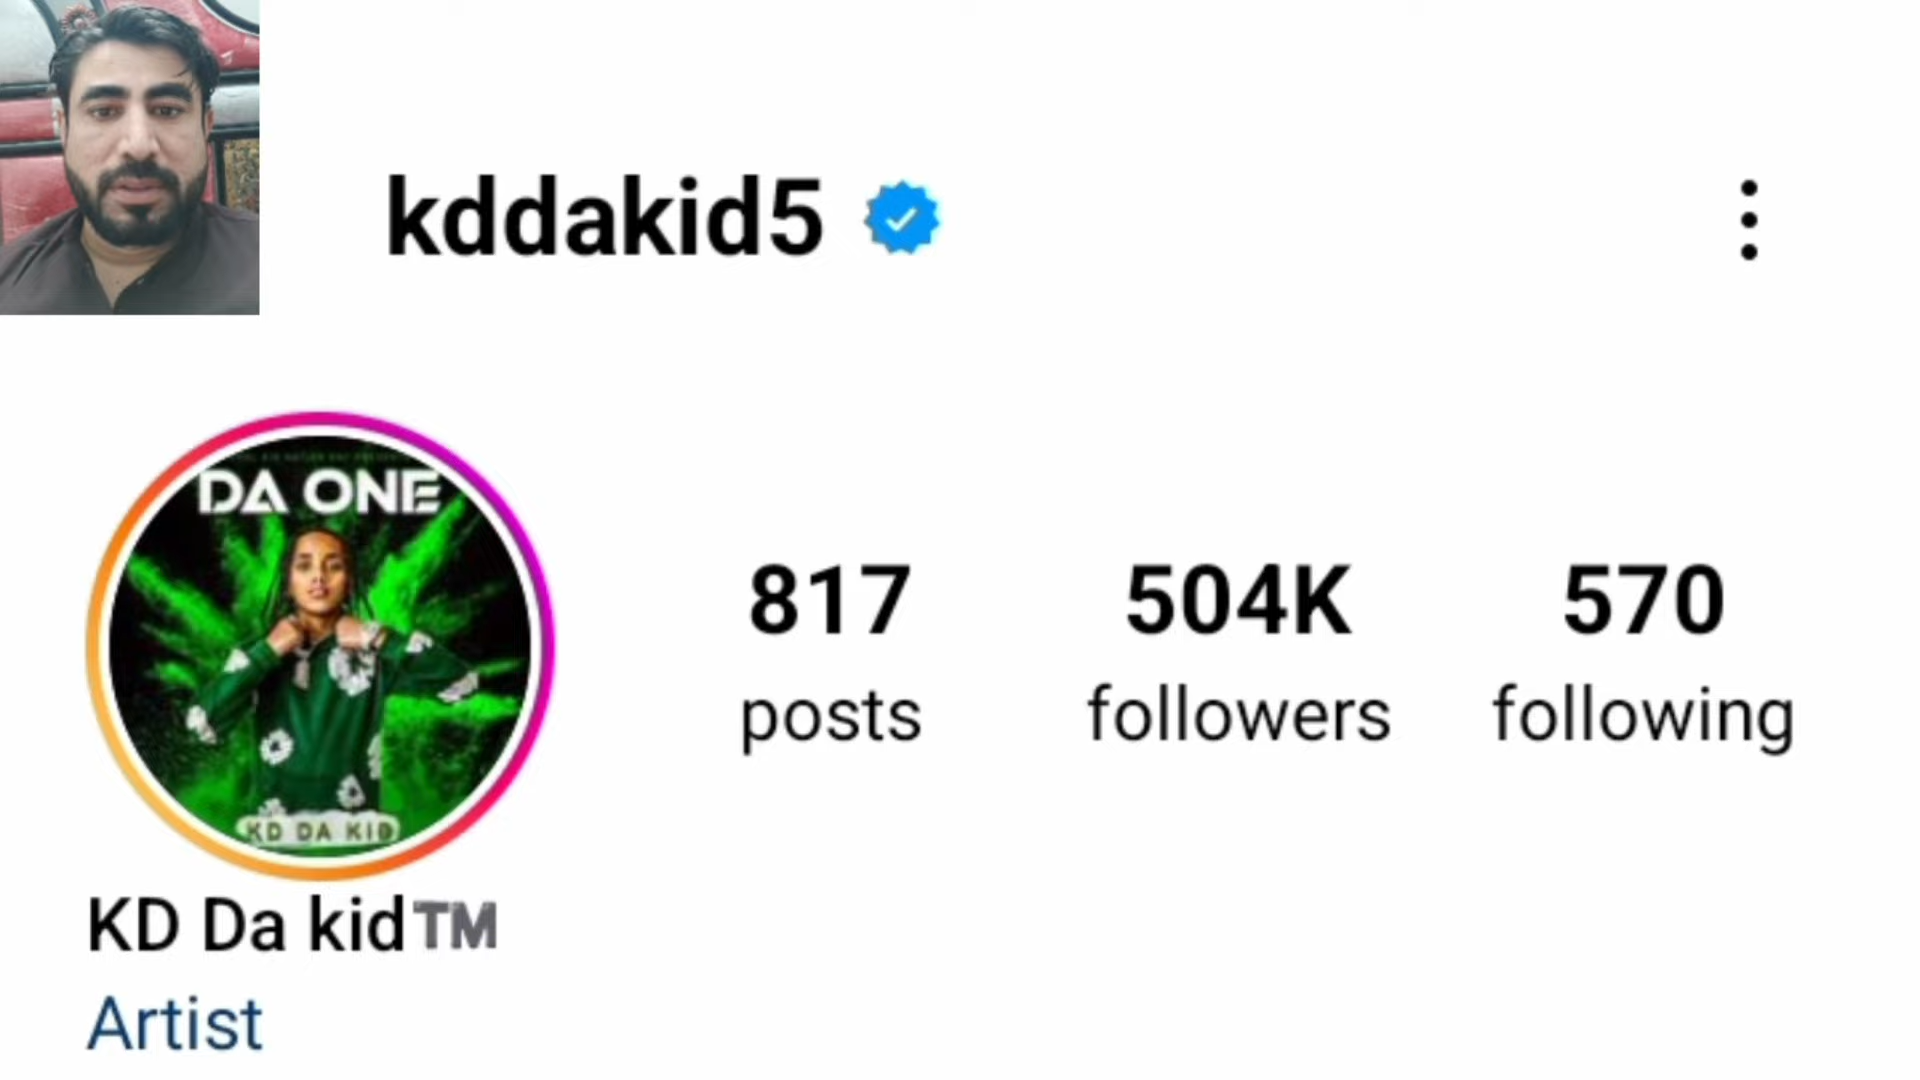 kddakid5
DA ONE
KD DA KID
817 504K 570
posts followers following
KD Da kid™
Artist